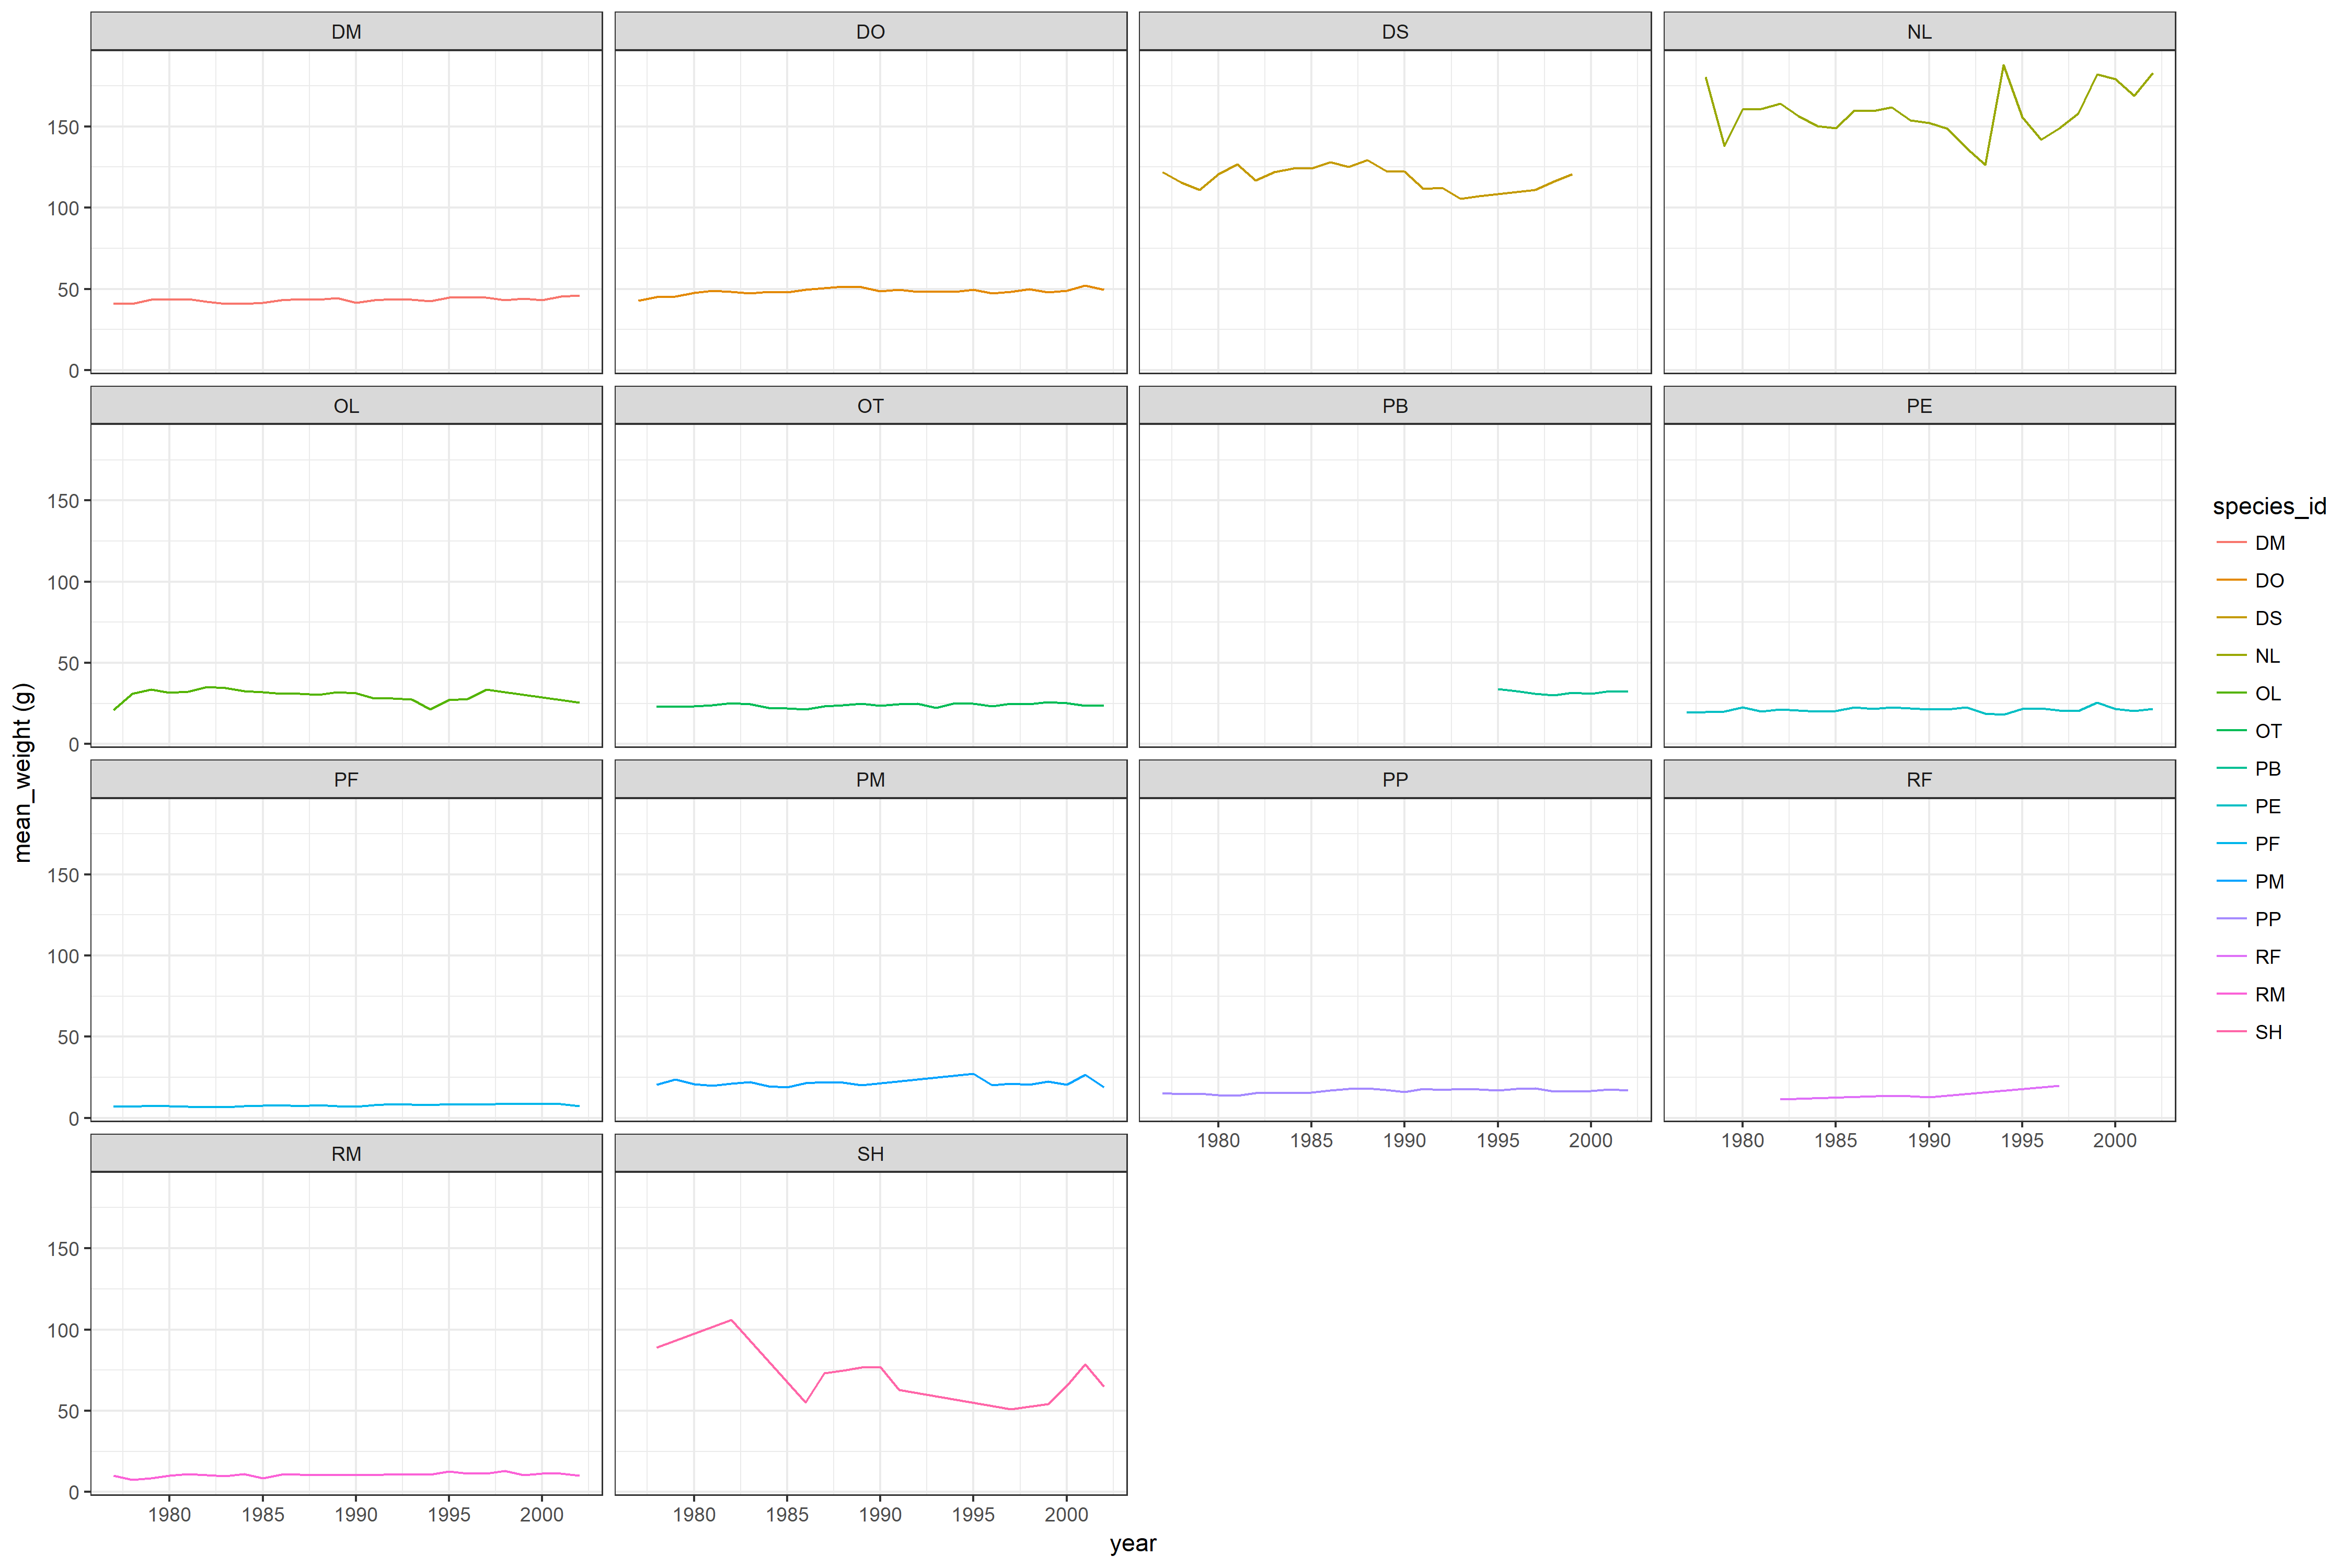 DM DO DS NL
150
100
50
0
OL OT PB PE
150
100
50
0
PF PM PP RF
150
100
50
0
1980 1985 1990 1995 2000 1980 1985 1990 1995 2000
RM SH
150
100
50
0
1980 1985 1990 1995 2000 1980 1985 1990 1995 2000
year
mean_weight (g)
species_id
DM
DO
DS
NL
OL
OT
PB
PE
PF
PM
PP
RF
RM
SH